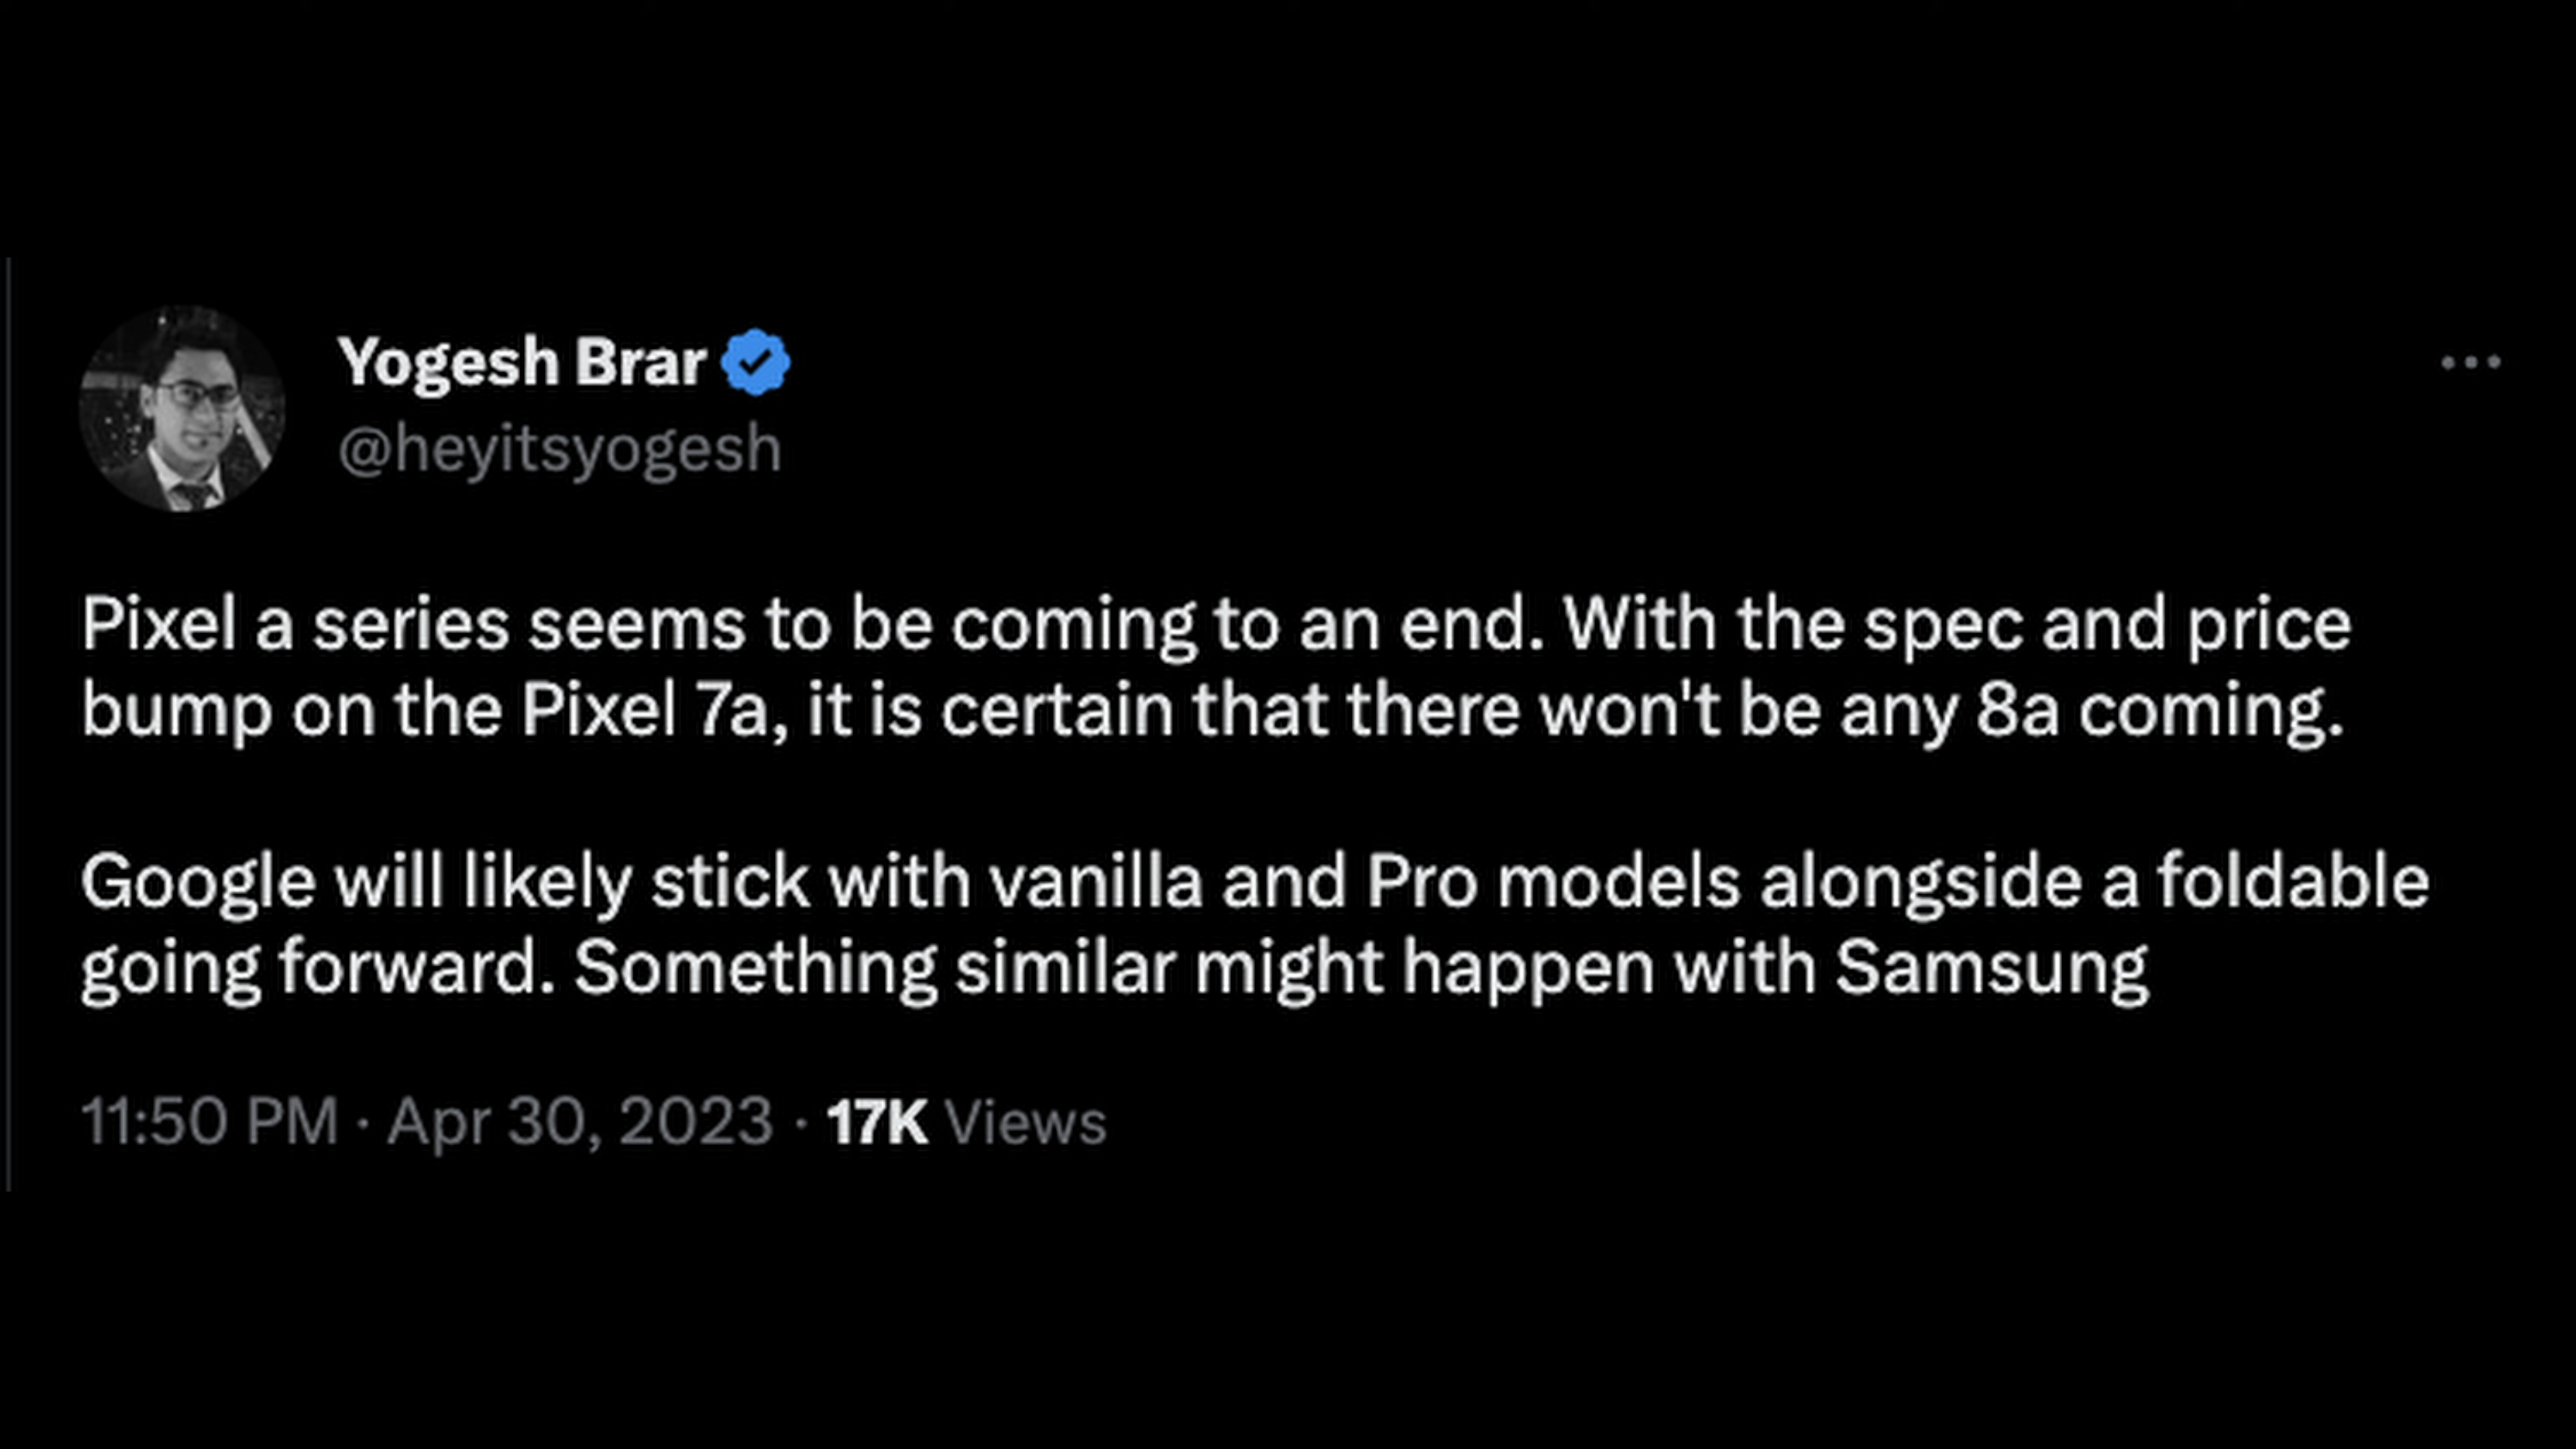 Yogesh Brar
@heyitsyogesh
Pixel a series seems to be coming to an end. With the spec and price
bump on the Pixel 7a, it is certain that there won't be any 8a coming.
Google will likely stick with vanilla and Pro models alongside a foldable
going forward. Something similar might happen with Samsung
11:50 PM · Apr 30, 2023 · 17K Views